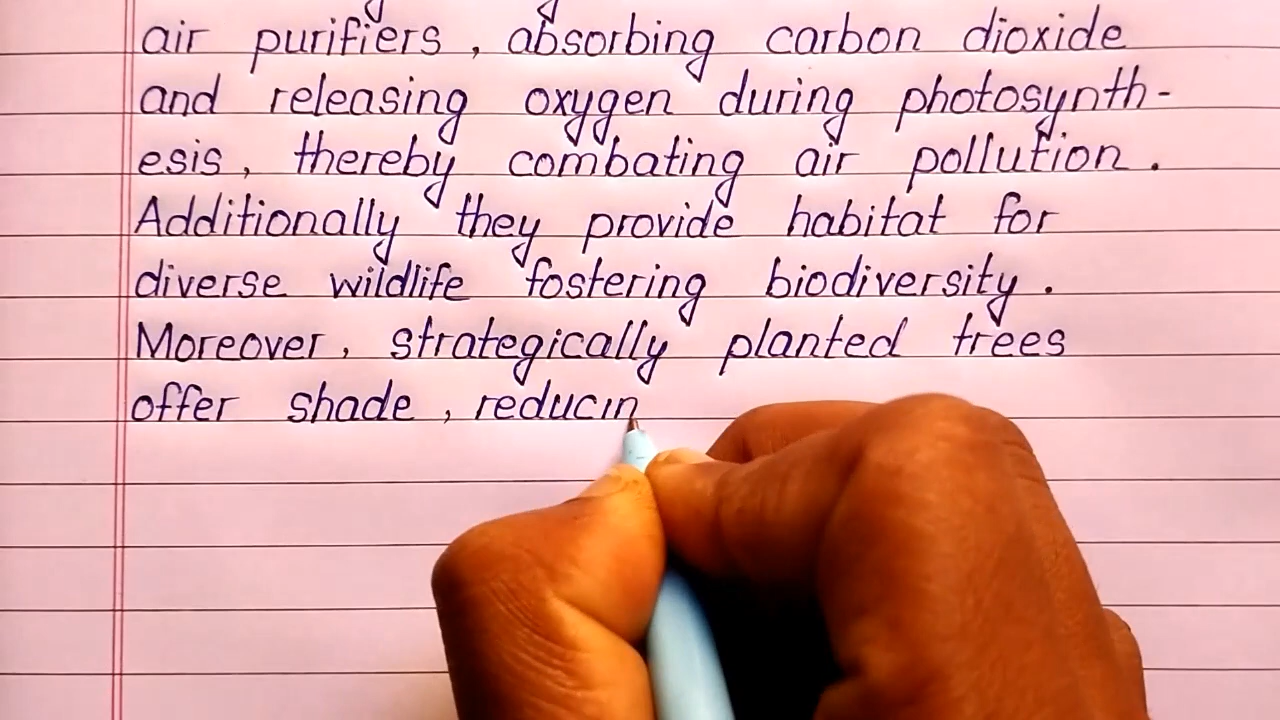 air purifiers, absorbing carbon dioxide
and releasing oxygen during photosynth-
esis, thereby combating air pollution.
Additionally they provide habitat for
diverse wildlife fostering biodiversity.
Moreover, strategically planted trees
offer shade, reducin